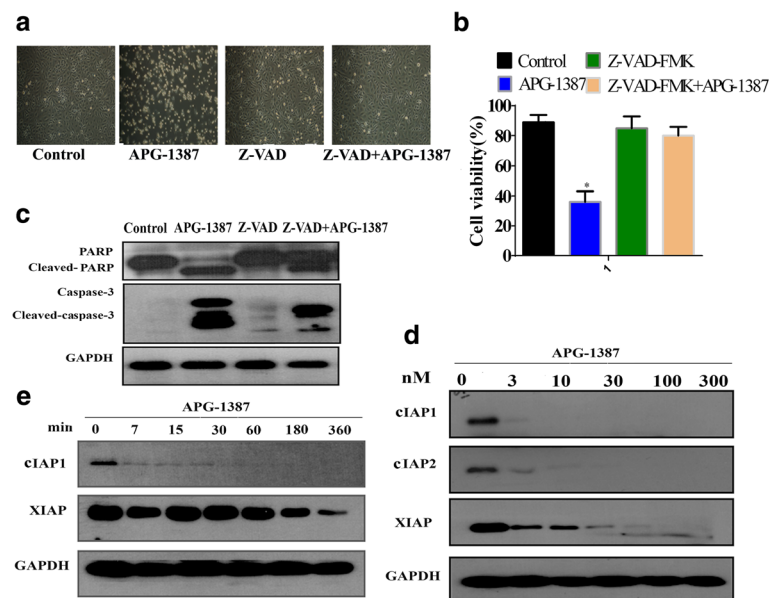 a
Control APG-1387 Z-VAD Z-VAD+APG-1387
b
Control Z-VAD-FMK
APG-1387 Z-VAD-FMK+APG-1387
Cell viability(%)
100
80
60
40
20
0
*
1
c
Control APG-1387 Z-VAD Z-VAD+APG-1387
PARP
Cleaved-PARP
Caspase-3
Cleaved-caspase-3
GAPDH
d
APG-1387
nM 0 3 10 30 100 300
cIAP1
cIAP2
XIAP
GAPDH
e
APG-1387
min 0 7 15 30 60 180 360
cIAP1
XIAP
GAPDH